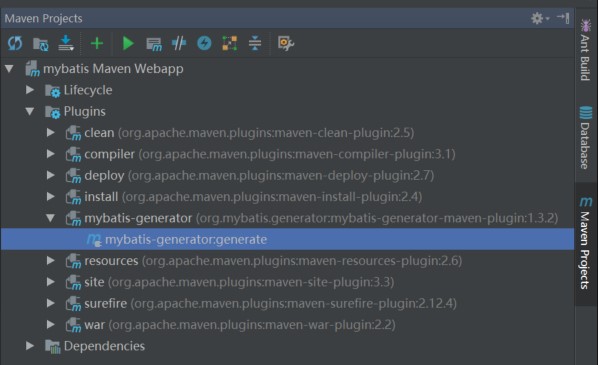 Maven Projects
mybatis Maven Webapp
Lifecycle
Plugins
clean (org.apache.maven.plugins:maven-clean-plugin:2.5)
compiler (org.apache.maven.plugins:maven-compiler-plugin:3.1)
deploy (org.apache.maven.plugins:maven-deploy-plugin:2.7)
install (org.apache.maven.plugins:maven-install-plugin:2.4)
mybatis-generator (org.mybatis.generator:mybatis-generator-maven-plugin:1.3.2)
mybatis-generator:generate
resources (org.apache.maven.plugins:maven-resources-plugin:2.6)
site (org.apache.maven.plugins:maven-site-plugin:3.3)
surefire (org.apache.maven.plugins:maven-surefire-plugin:2.12.4)
war (org.apache.maven.plugins:maven-war-plugin:2.2)
Dependencies
Ant Build
Database
Maven Projects